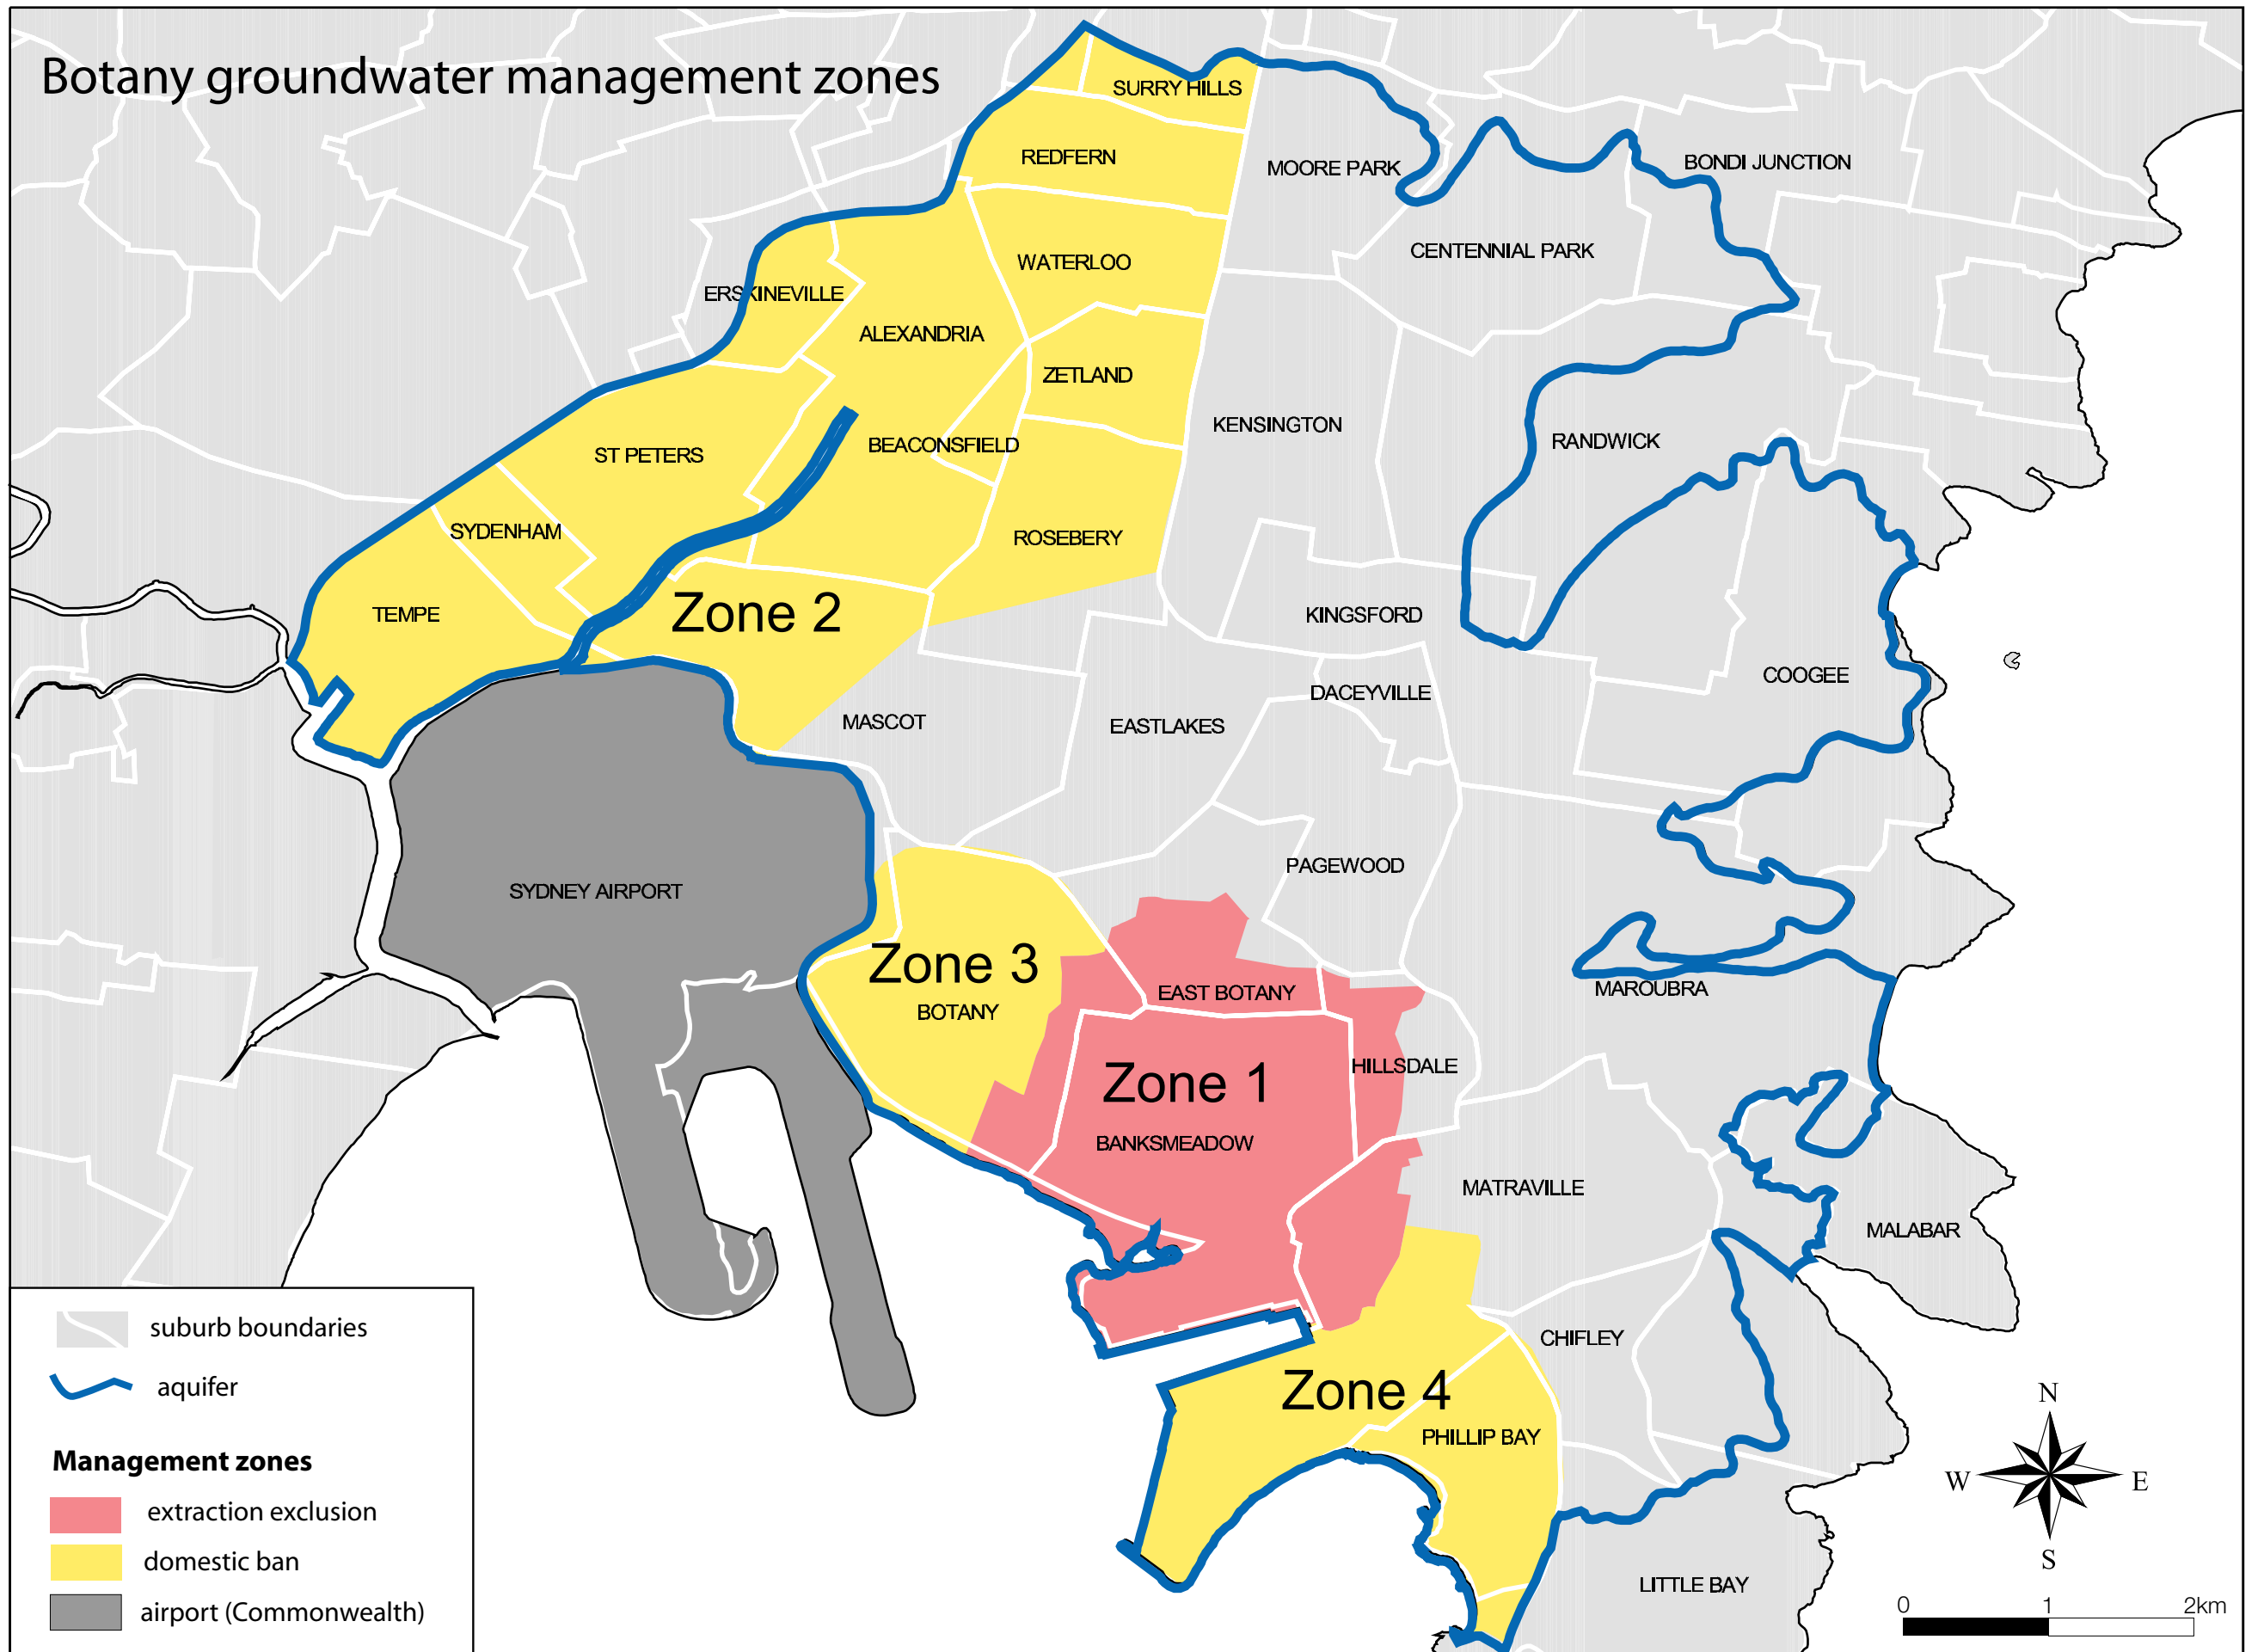 Botany groundwater management zones
SURRY HILLS
REDFERN
MOORE PARK
BONDI JUNCTION
WATERLOO
CENTENNIAL PARK
ERSKINEVILLE
ALEXANDRIA
ZETLAND
KENSINGTON
RANDWICK
ST PETERS
BEACONSFIELD
SYDENHAM
ROSEBERY
TEMPE
Zone 2
KINGSFORD
COOGEE
DACEYVILLE
MASCOT
EASTLAKES
PAGEWOOD
SYDNEY AIRPORT
Zone 3
BOTANY
EAST BOTANY
MAROUBRA
Zone 1
HILLSDALE
BANKSMEADOW
MATRAVILLE
MALABAR
CHIFLEY
Zone 4
PHILLIP BAY
LITTLE BAY
suburb boundaries
aquifer
Management zones
extraction exclusion
domestic ban
airport (Commonwealth)
N
W E
S
0 1 2km